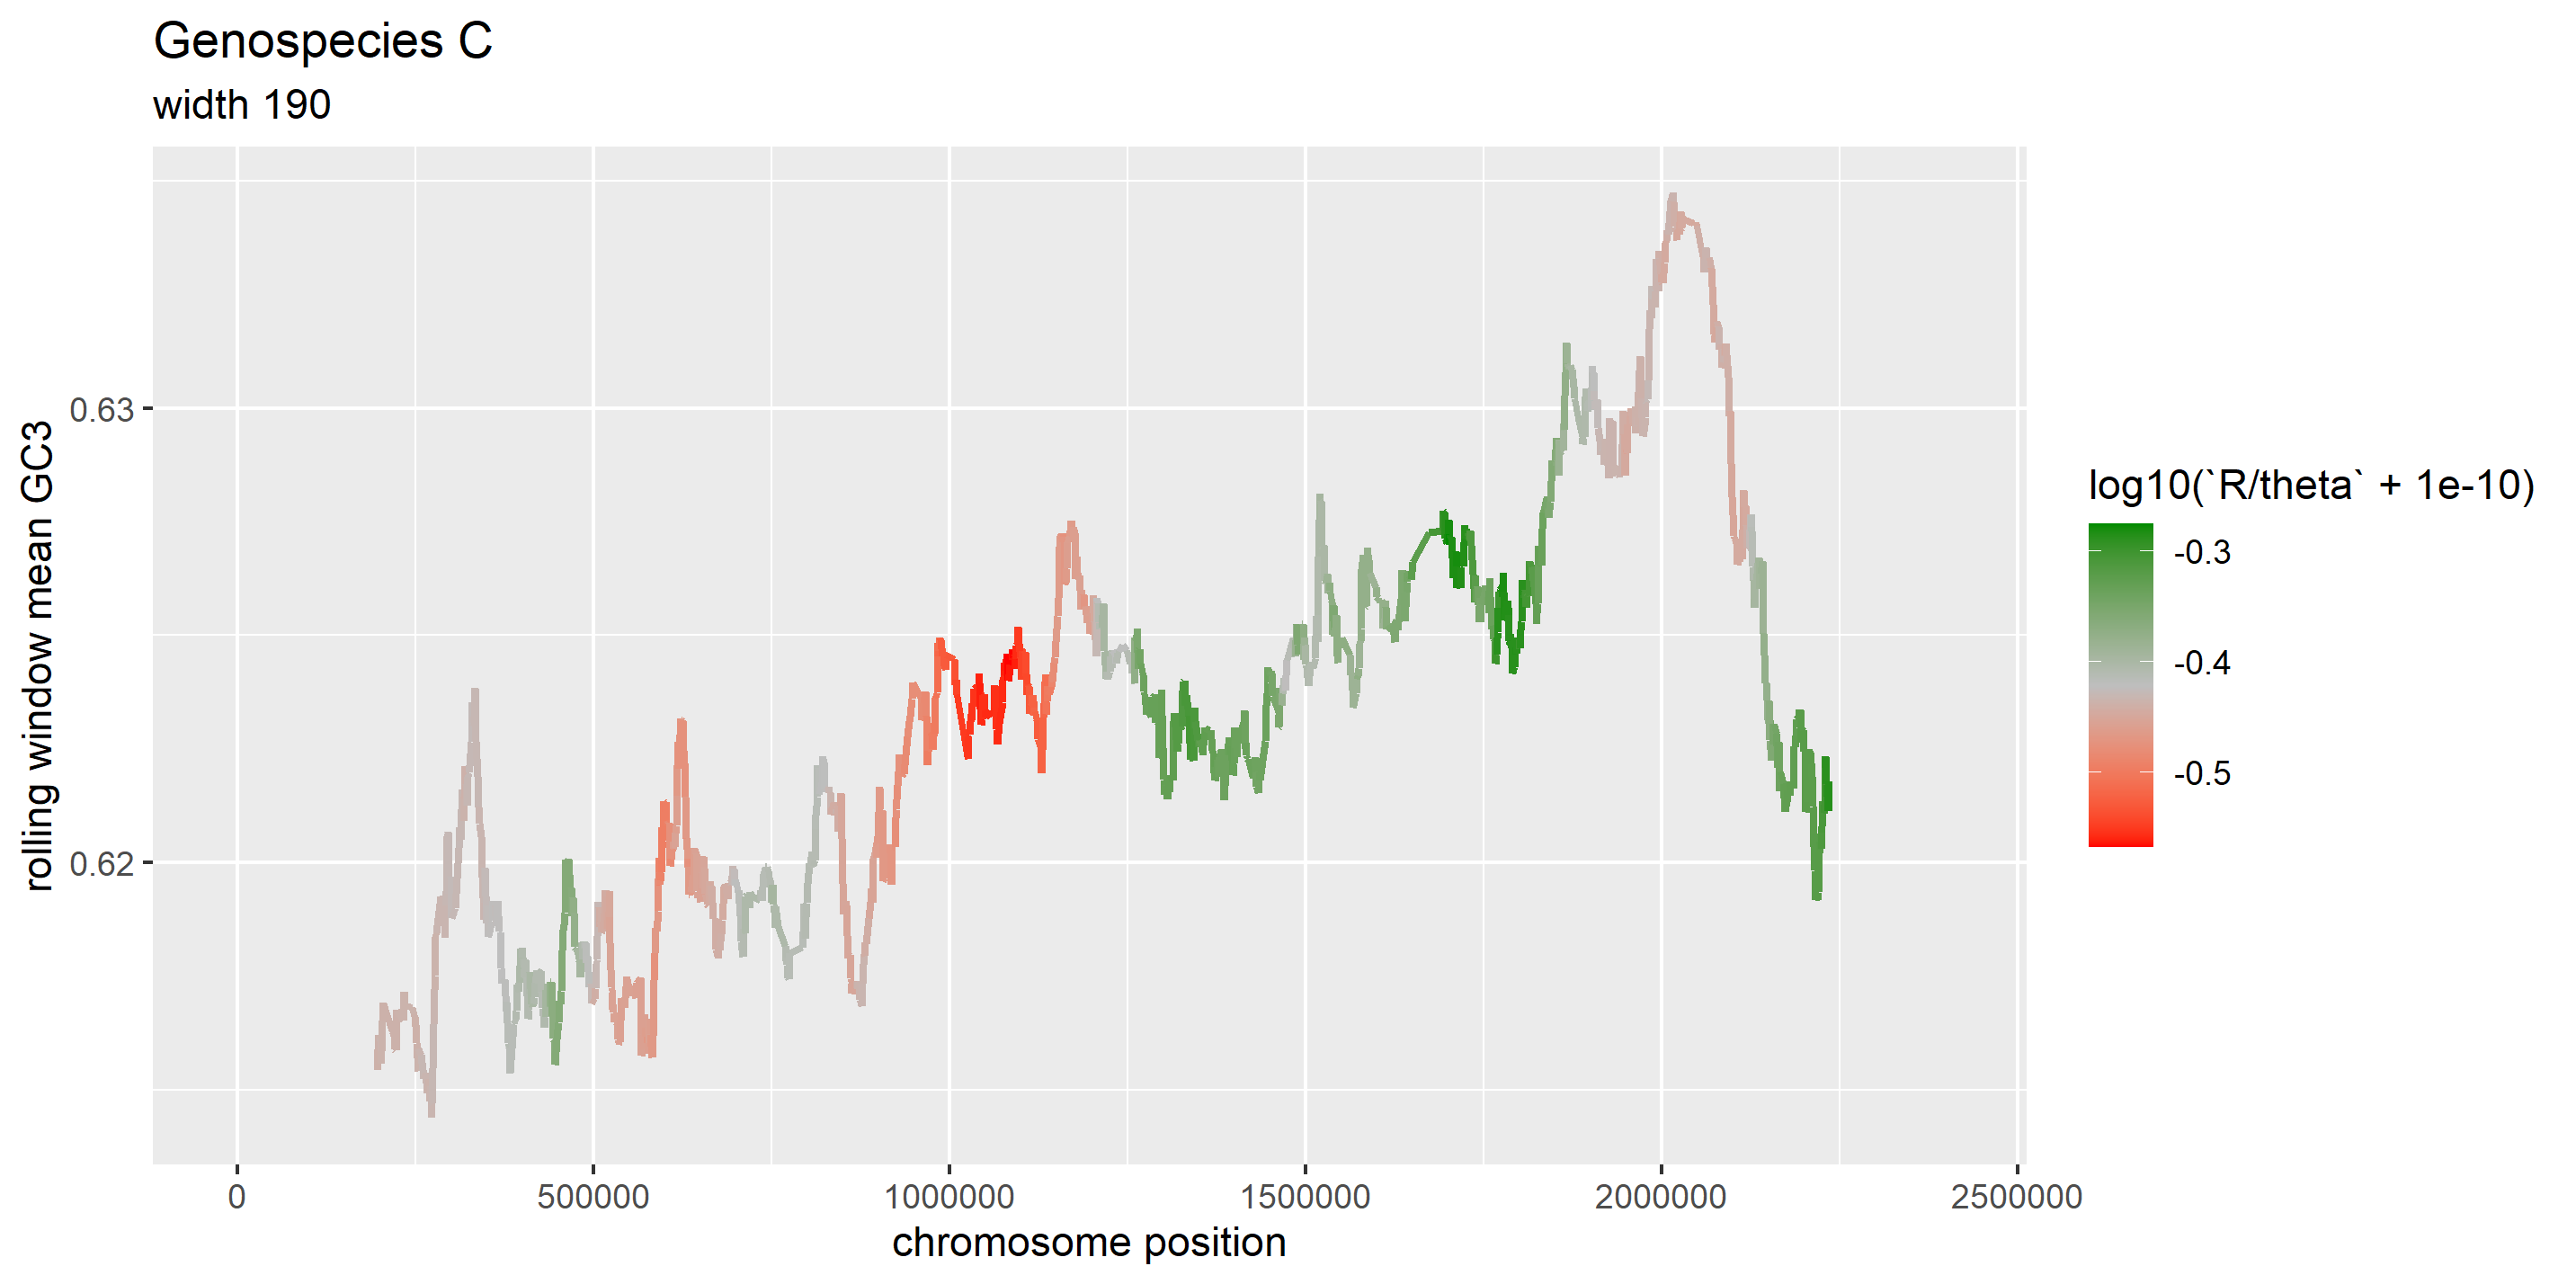 Genospecies C
width 190
rolling window mean GC3
0.63
0.62
0
500000
1000000
1500000
2000000
2500000
chromosome position
log10(`R/theta` + 1e-10)
-0.3
-0.4
-0.5